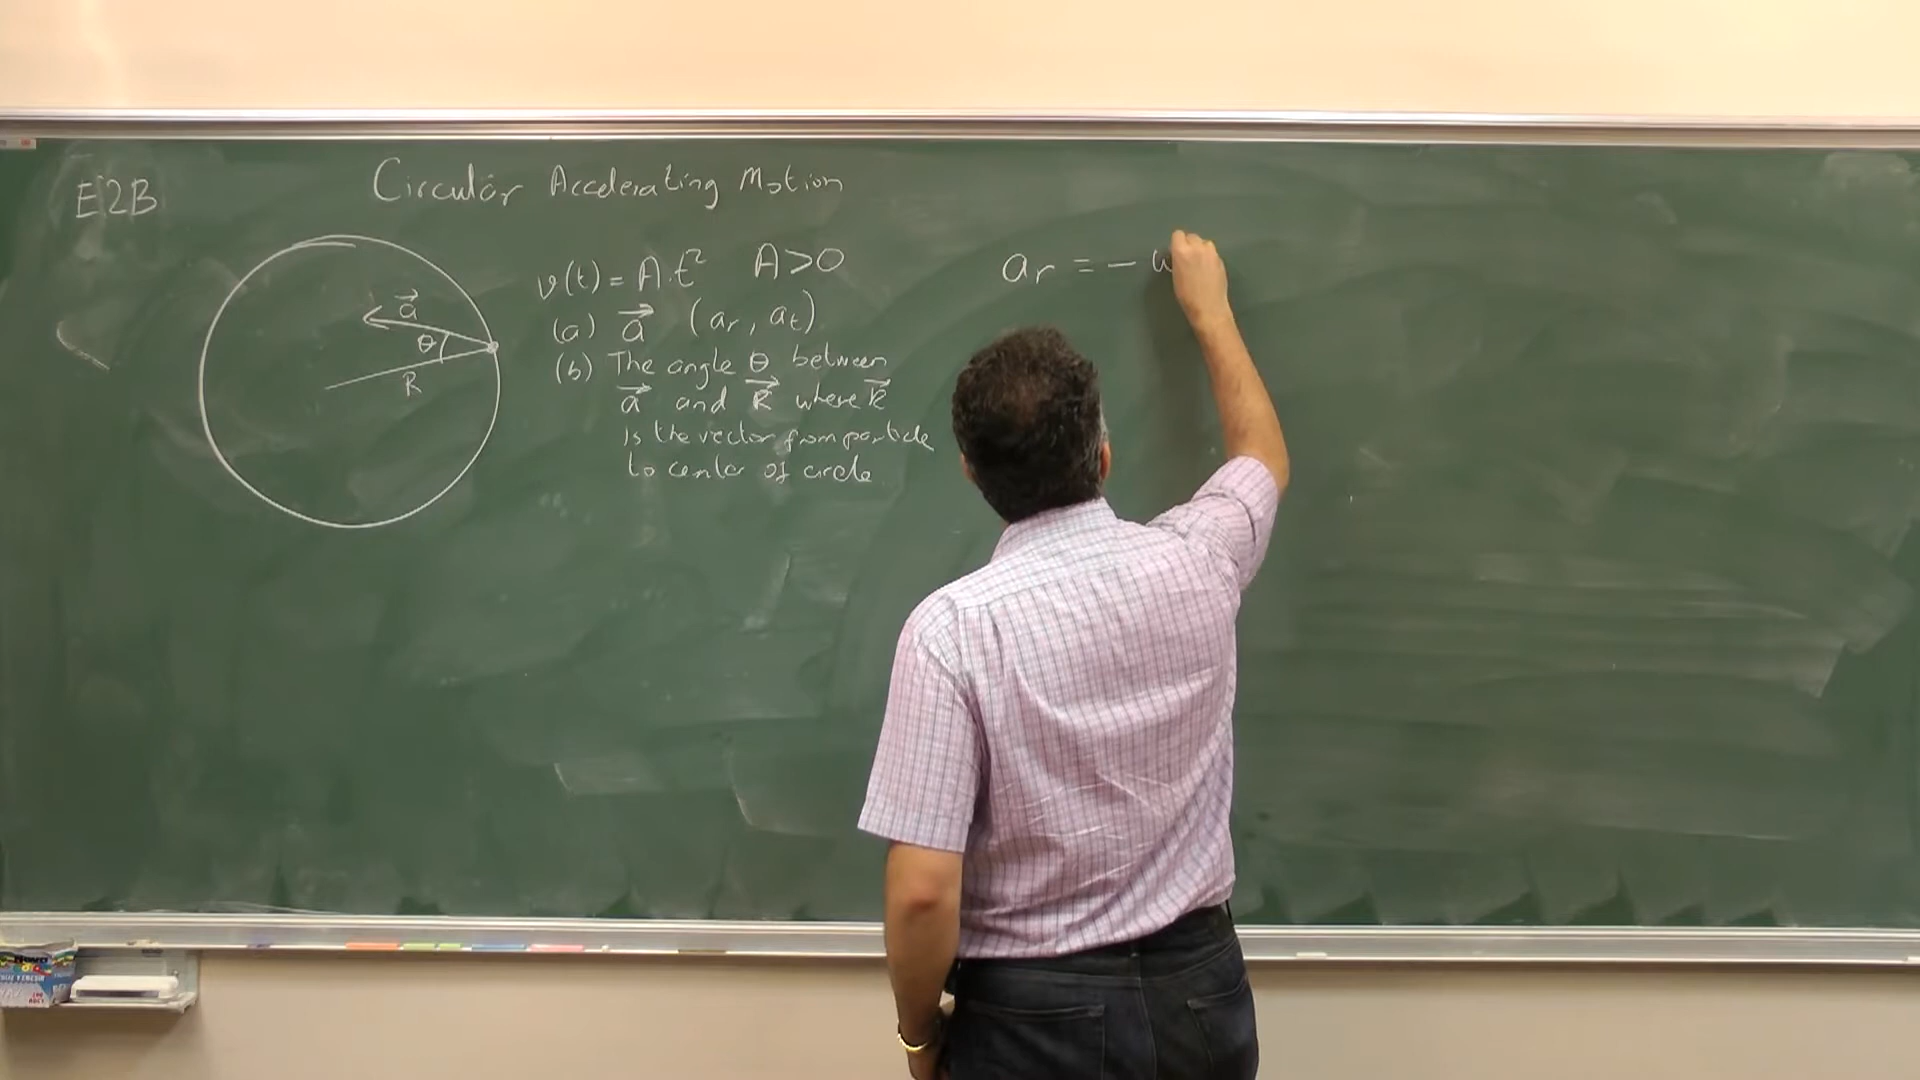 E2B
Circular Accelerating Motion
v(t) = A.t² A>0
(a) a⃗ (ar, at)
(b) The angle θ between
a⃗ and R⃗ where R⃗
is the vector from particle
to center of circle
a⃗
θ
R
ar = - ω